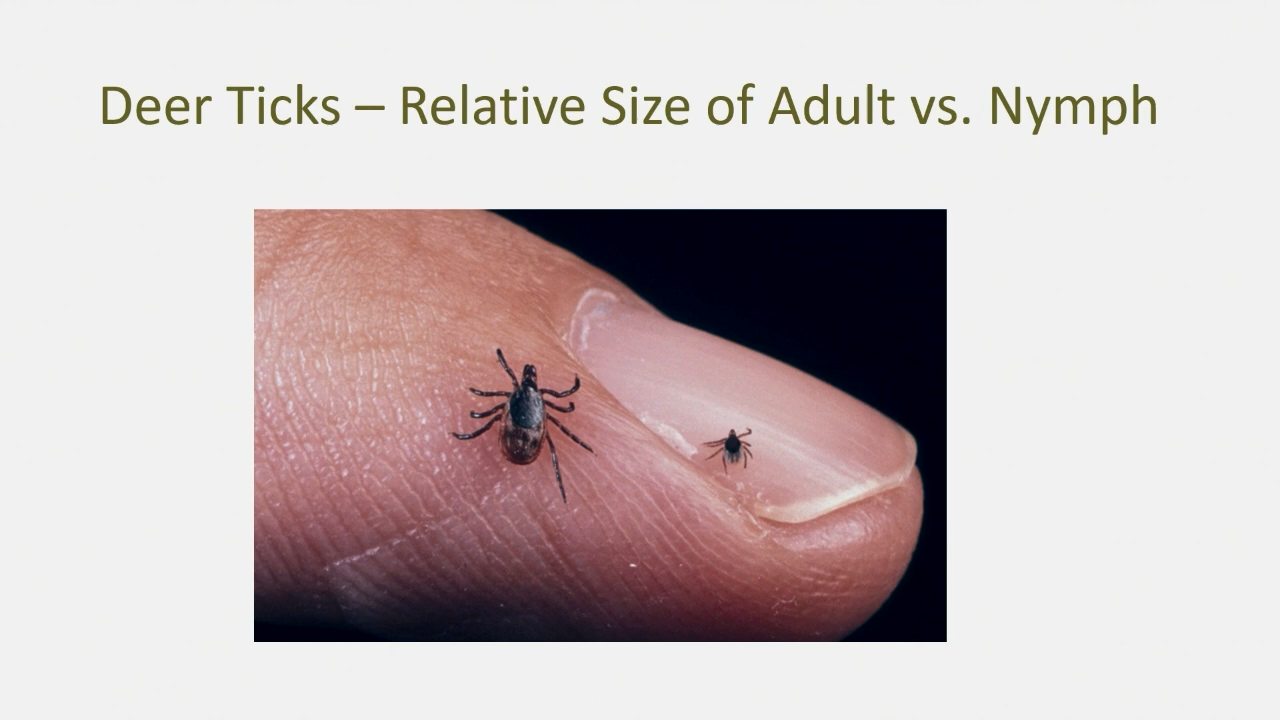 Deer Ticks – Relative Size of Adult vs. Nymph